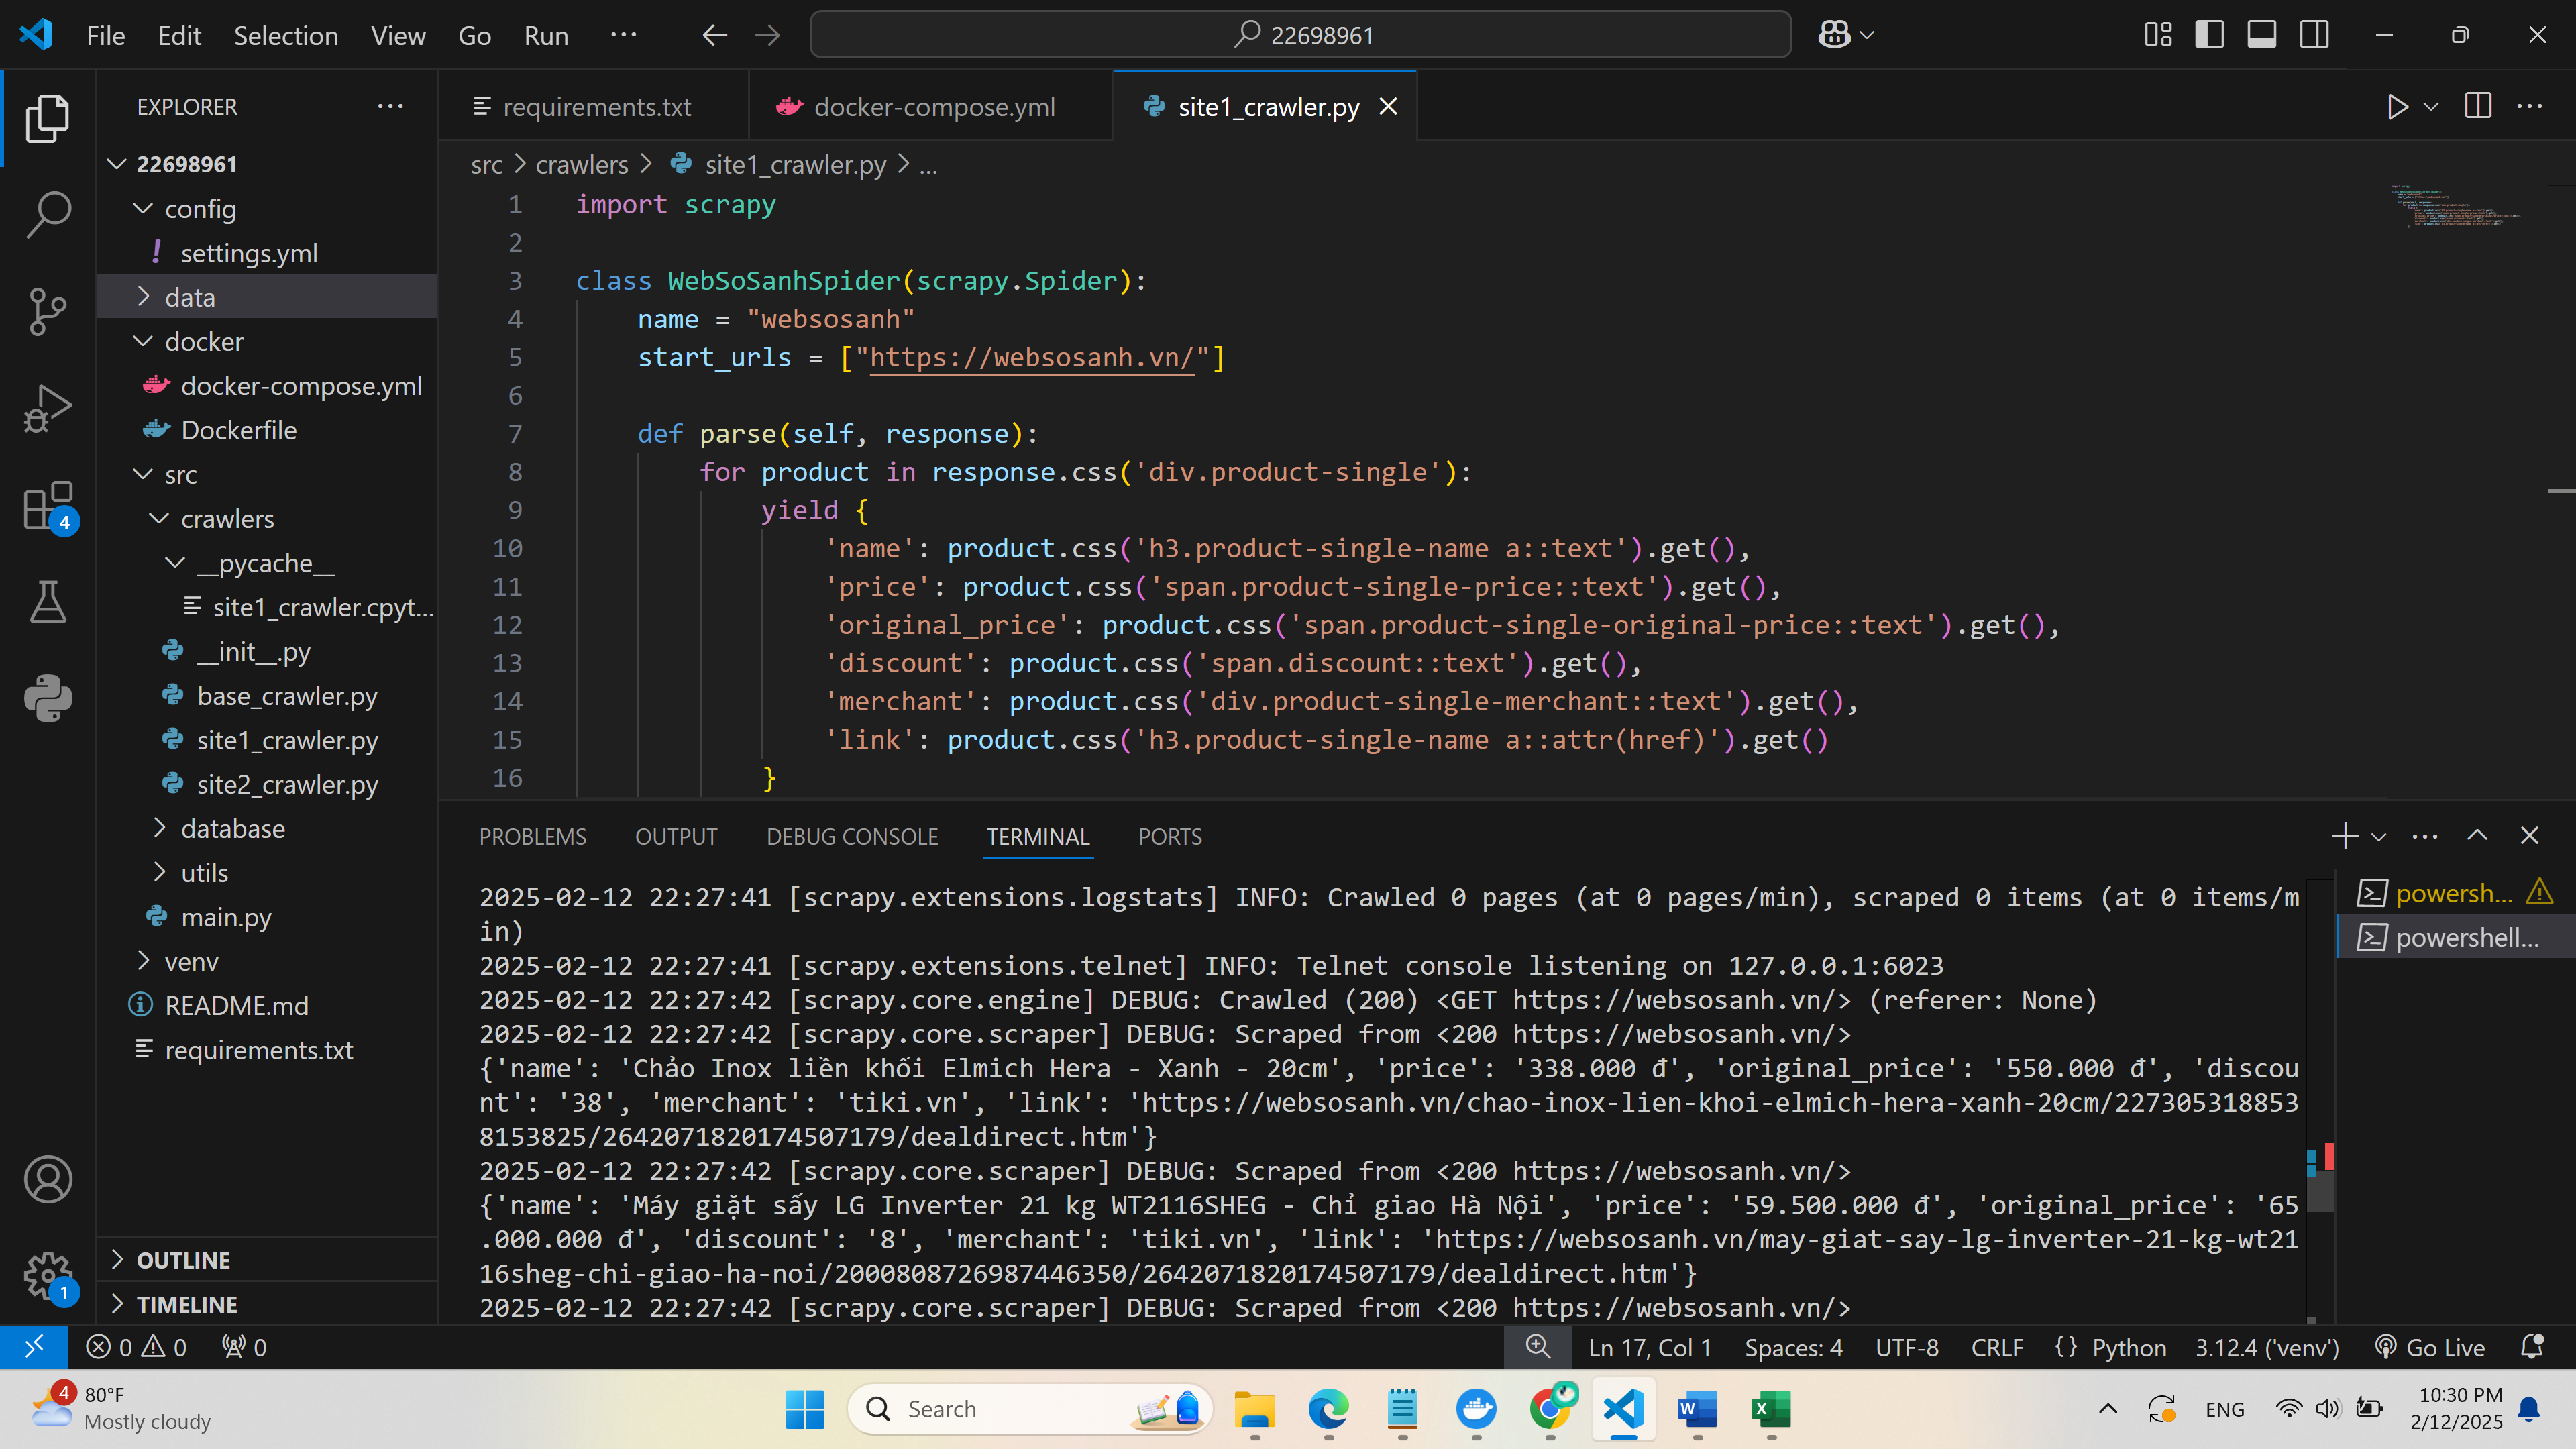 File Edit Selection View Go Run ··· 22698961
EXPLORER ···
22698961
config
! settings.yml
data
docker
docker-compose.yml
Dockerfile
src
crawlers
__pycache__
site1_crawler.cpyt...
__init__.py
base_crawler.py
site1_crawler.py
site2_crawler.py
database
utils
main.py
venv
README.md
requirements.txt
OUTLINE
TIMELINE
4
1
requirements.txt docker-compose.yml site1_crawler.py
src > crawlers > site1_crawler.py > ...
1 import scrapy
2
3 class WebSoSanhSpider(scrapy.Spider):
4 name = "websosanh"
5 start_urls = ["https://websosanh.vn/"]
6
7 def parse(self, response):
8 for product in response.css('div.product-single'):
9 yield {
10 'name': product.css('h3.product-single-name a::text').get(),
11 'price': product.css('span.product-single-price::text').get(),
12 'original_price': product.css('span.product-single-original-price::text').get(),
13 'discount': product.css('span.discount::text').get(),
14 'merchant': product.css('div.product-single-merchant::text').get(),
15 'link': product.css('h3.product-single-name a::attr(href)').get()
16 }
PROBLEMS OUTPUT DEBUG CONSOLE TERMINAL PORTS
2025-02-12 22:27:41 [scrapy.extensions.logstats] INFO: Crawled 0 pages (at 0 pages/min), scraped 0 items (at 0 items/m
in)
2025-02-12 22:27:41 [scrapy.extensions.telnet] INFO: Telnet console listening on 127.0.0.1:6023
2025-02-12 22:27:42 [scrapy.core.engine] DEBUG: Crawled (200) <GET https://websosanh.vn/> (referer: None)
2025-02-12 22:27:42 [scrapy.core.scraper] DEBUG: Scraped from <200 https://websosanh.vn/>
{'name': 'Chảo Inox liền khối Elmich Hera - Xanh - 20cm', 'price': '338.000 đ', 'original_price': '550.000 đ', 'discou
nt': '38', 'merchant': 'tiki.vn', 'link': 'https://websosanh.vn/chao-inox-lien-khoi-elmich-hera-xanh-20cm/227305318853
8153825/2642071820174507179/dealdirect.htm'}
2025-02-12 22:27:42 [scrapy.core.scraper] DEBUG: Scraped from <200 https://websosanh.vn/>
{'name': 'Máy giặt sấy LG Inverter 21 kg WT2116SHEG - Chỉ giao Hà Nội', 'price': '59.500.000 đ', 'original_price': '65
.000.000 đ', 'discount': '8', 'merchant': 'tiki.vn', 'link': 'https://websosanh.vn/may-giat-say-lg-inverter-21-kg-wt21
16sheg-chi-giao-ha-noi/2000808726987446350/2642071820174507179/dealdirect.htm'}
2025-02-12 22:27:42 [scrapy.core.scraper] DEBUG: Scraped from <200 https://websosanh.vn/>
powersh...
powershell...
0 0 0 Ln 17, Col 1 Spaces: 4 UTF-8 CRLF {} Python 3.12.4 ('venv') Go Live
4 80°F
Mostly cloudy
Search
ENG
10:30 PM
2/12/2025